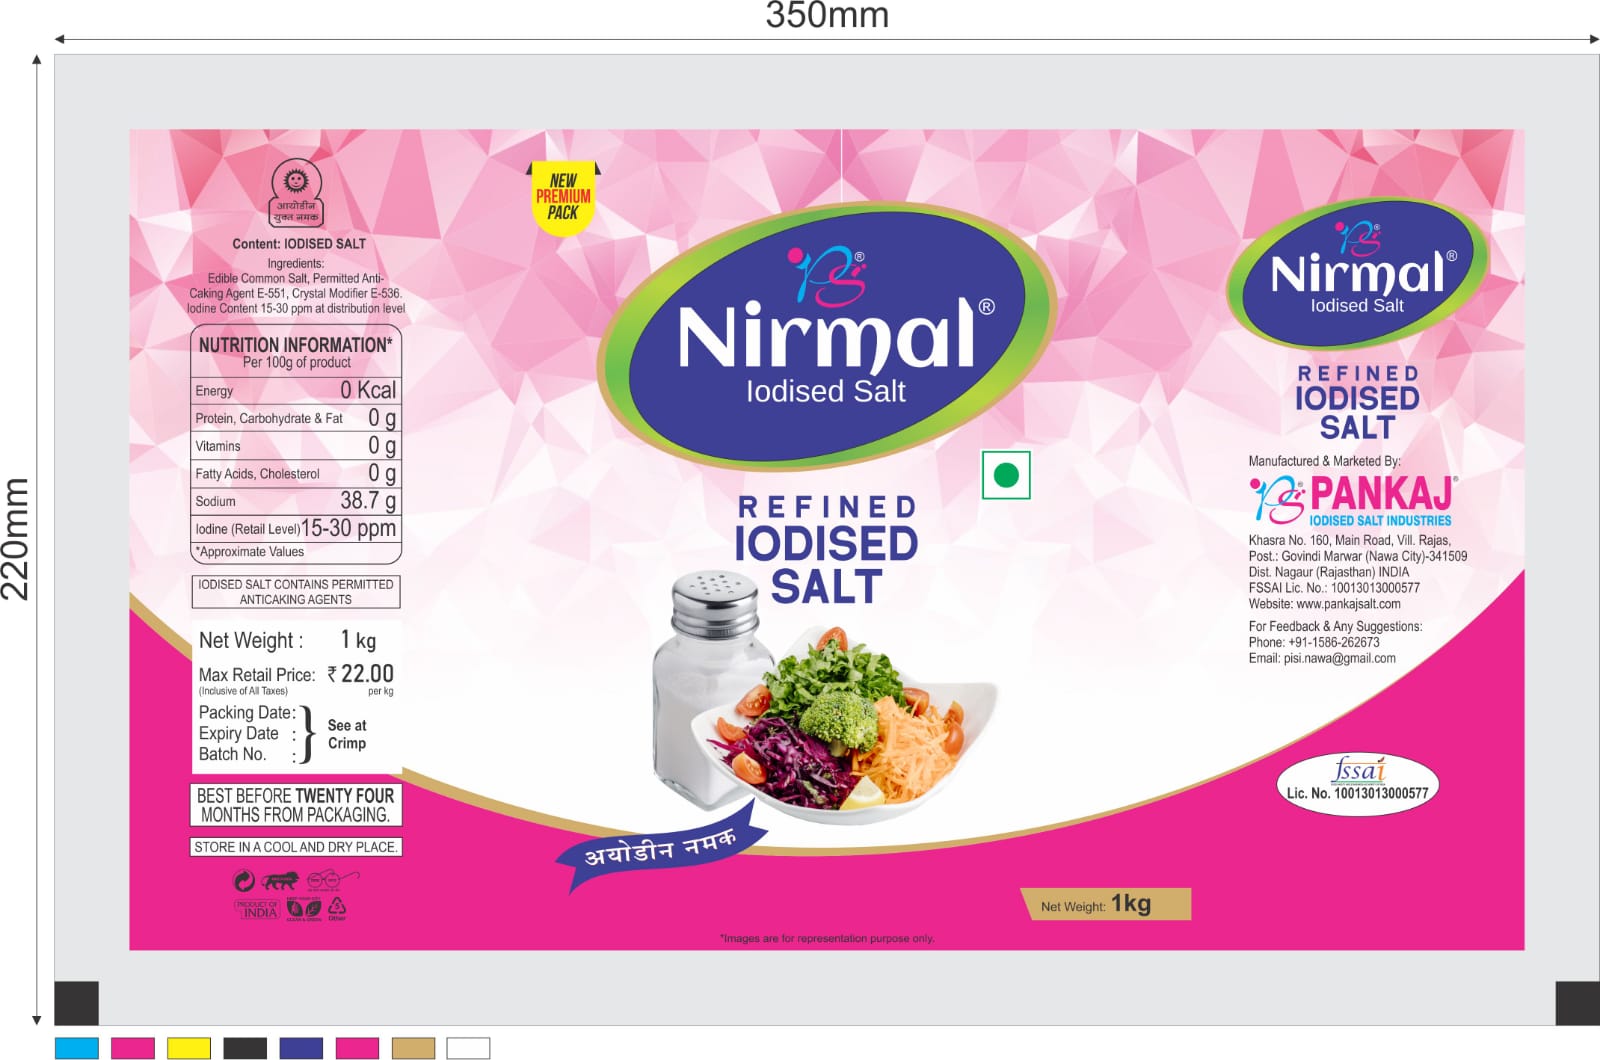 350mm
220mm
आयोडीन
युक्त नमक
Content: IODISED SALT
Ingredients:
Edible Common Salt, Permitted Anti-
Caking Agent E-551, Crystal Modifier E-536.
Iodine Content 15-30 ppm at distribution level
NUTRITION INFORMATION*
Per 100g of product
Energy 0 Kcal
Protein, Carbohydrate & Fat 0 g
Vitamins 0 g
Fatty Acids, Cholesterol 0 g
Sodium 38.7 g
Iodine (Retail Level) 15-30 ppm
*Approximate Values
IODISED SALT CONTAINS PERMITTED
ANTICAKING AGENTS
Net Weight : 1 kg
Max Retail Price: ₹ 22.00
(Inclusive of All Taxes) per kg
Packing Date :
Expiry Date :
Batch No. :
See at
Crimp
BEST BEFORE TWENTY FOUR
MONTHS FROM PACKAGING.
STORE IN A COOL AND DRY PLACE.
PRODUCT OF
INDIA
5
Other
NEW
PREMIUM
PACK
PS®
Nirmal®
Iodised Salt
REFINED
IODISED
SALT
अयोडीन नमक
Net Weight: 1kg
*Images are for representation purpose only.
PS®
Nirmal®
Iodised Salt
REFINED
IODISED
SALT
Manufactured & Marketed By:
PS® PANKAJ®
IODISED SALT INDUSTRIES
Khasra No. 160, Main Road, Vill. Rajas,
Post.: Govindi Marwar (Nawa City)-341509
Dist. Nagaur (Rajasthan) INDIA
FSSAI Lic. No.: 10013013000577
Website: www.pankajsalt.com
For Feedback & Any Suggestions:
Phone: +91-1586-262673
Email: pisi.nawa@gmail.com
fssai
Lic. No. 10013013000577